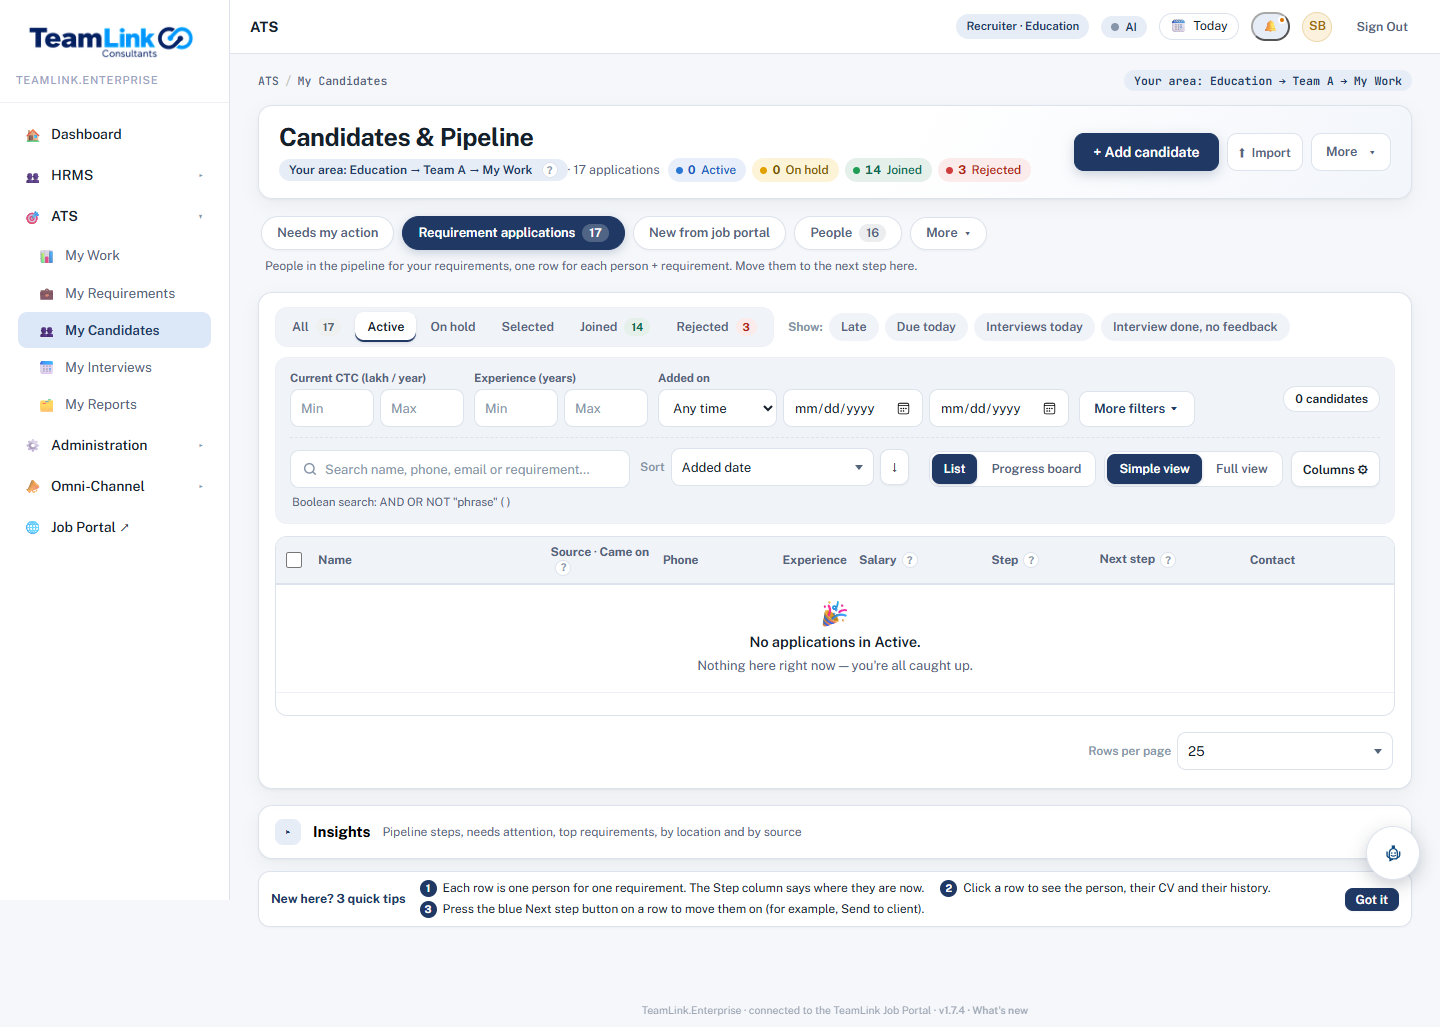 TeamLink
Consultants
TEAMLINK.ENTERPRISE
Dashboard
HRMS
ATS
My Work
My Requirements
My Candidates
My Interviews
My Reports
Administration
Omni-Channel
Job Portal ↗
ATS
Recruiter · Education
AI
Today
SB
Sign Out
ATS / My Candidates
Your area: Education → Team A → My Work
Candidates & Pipeline
Your area: Education → Team A → My Work ? · 17 applications 0 Active 0 On hold 14 Joined 3 Rejected
+ Add candidate
⬆ Import
More ▾
Needs my action
Requirement applications 17
New from job portal
People 16
More ▾
People in the pipeline for your requirements, one row for each person + requirement. Move them to the next step here.
All 17 Active On hold Selected Joined 14 Rejected 3 Show: Late Due today Interviews today Interview done, no feedback
Current CTC (lakh / year) Experience (years) Added on
Min Max Min Max Any time mm/dd/yyyy mm/dd/yyyy More filters ▾ 0 candidates
Search name, phone, email or requirement...
Sort Added date ↓ List Progress board Simple view Full view Columns ⚙
Boolean search: AND OR NOT "phrase" ( )
Name Source · Came on ? Phone Experience Salary ? Step ? Next step ? Contact
No applications in Active.
Nothing here right now — you're all caught up.
Rows per page 25
Insights Pipeline steps, needs attention, top requirements, by location and by source
New here? 3 quick tips
1 Each row is one person for one requirement. The Step column says where they are now.
2 Click a row to see the person, their CV and their history.
3 Press the blue Next step button on a row to move them on (for example, Send to client).
Got it
TeamLink.Enterprise · connected to the TeamLink Job Portal · v1.7.4 · What's new